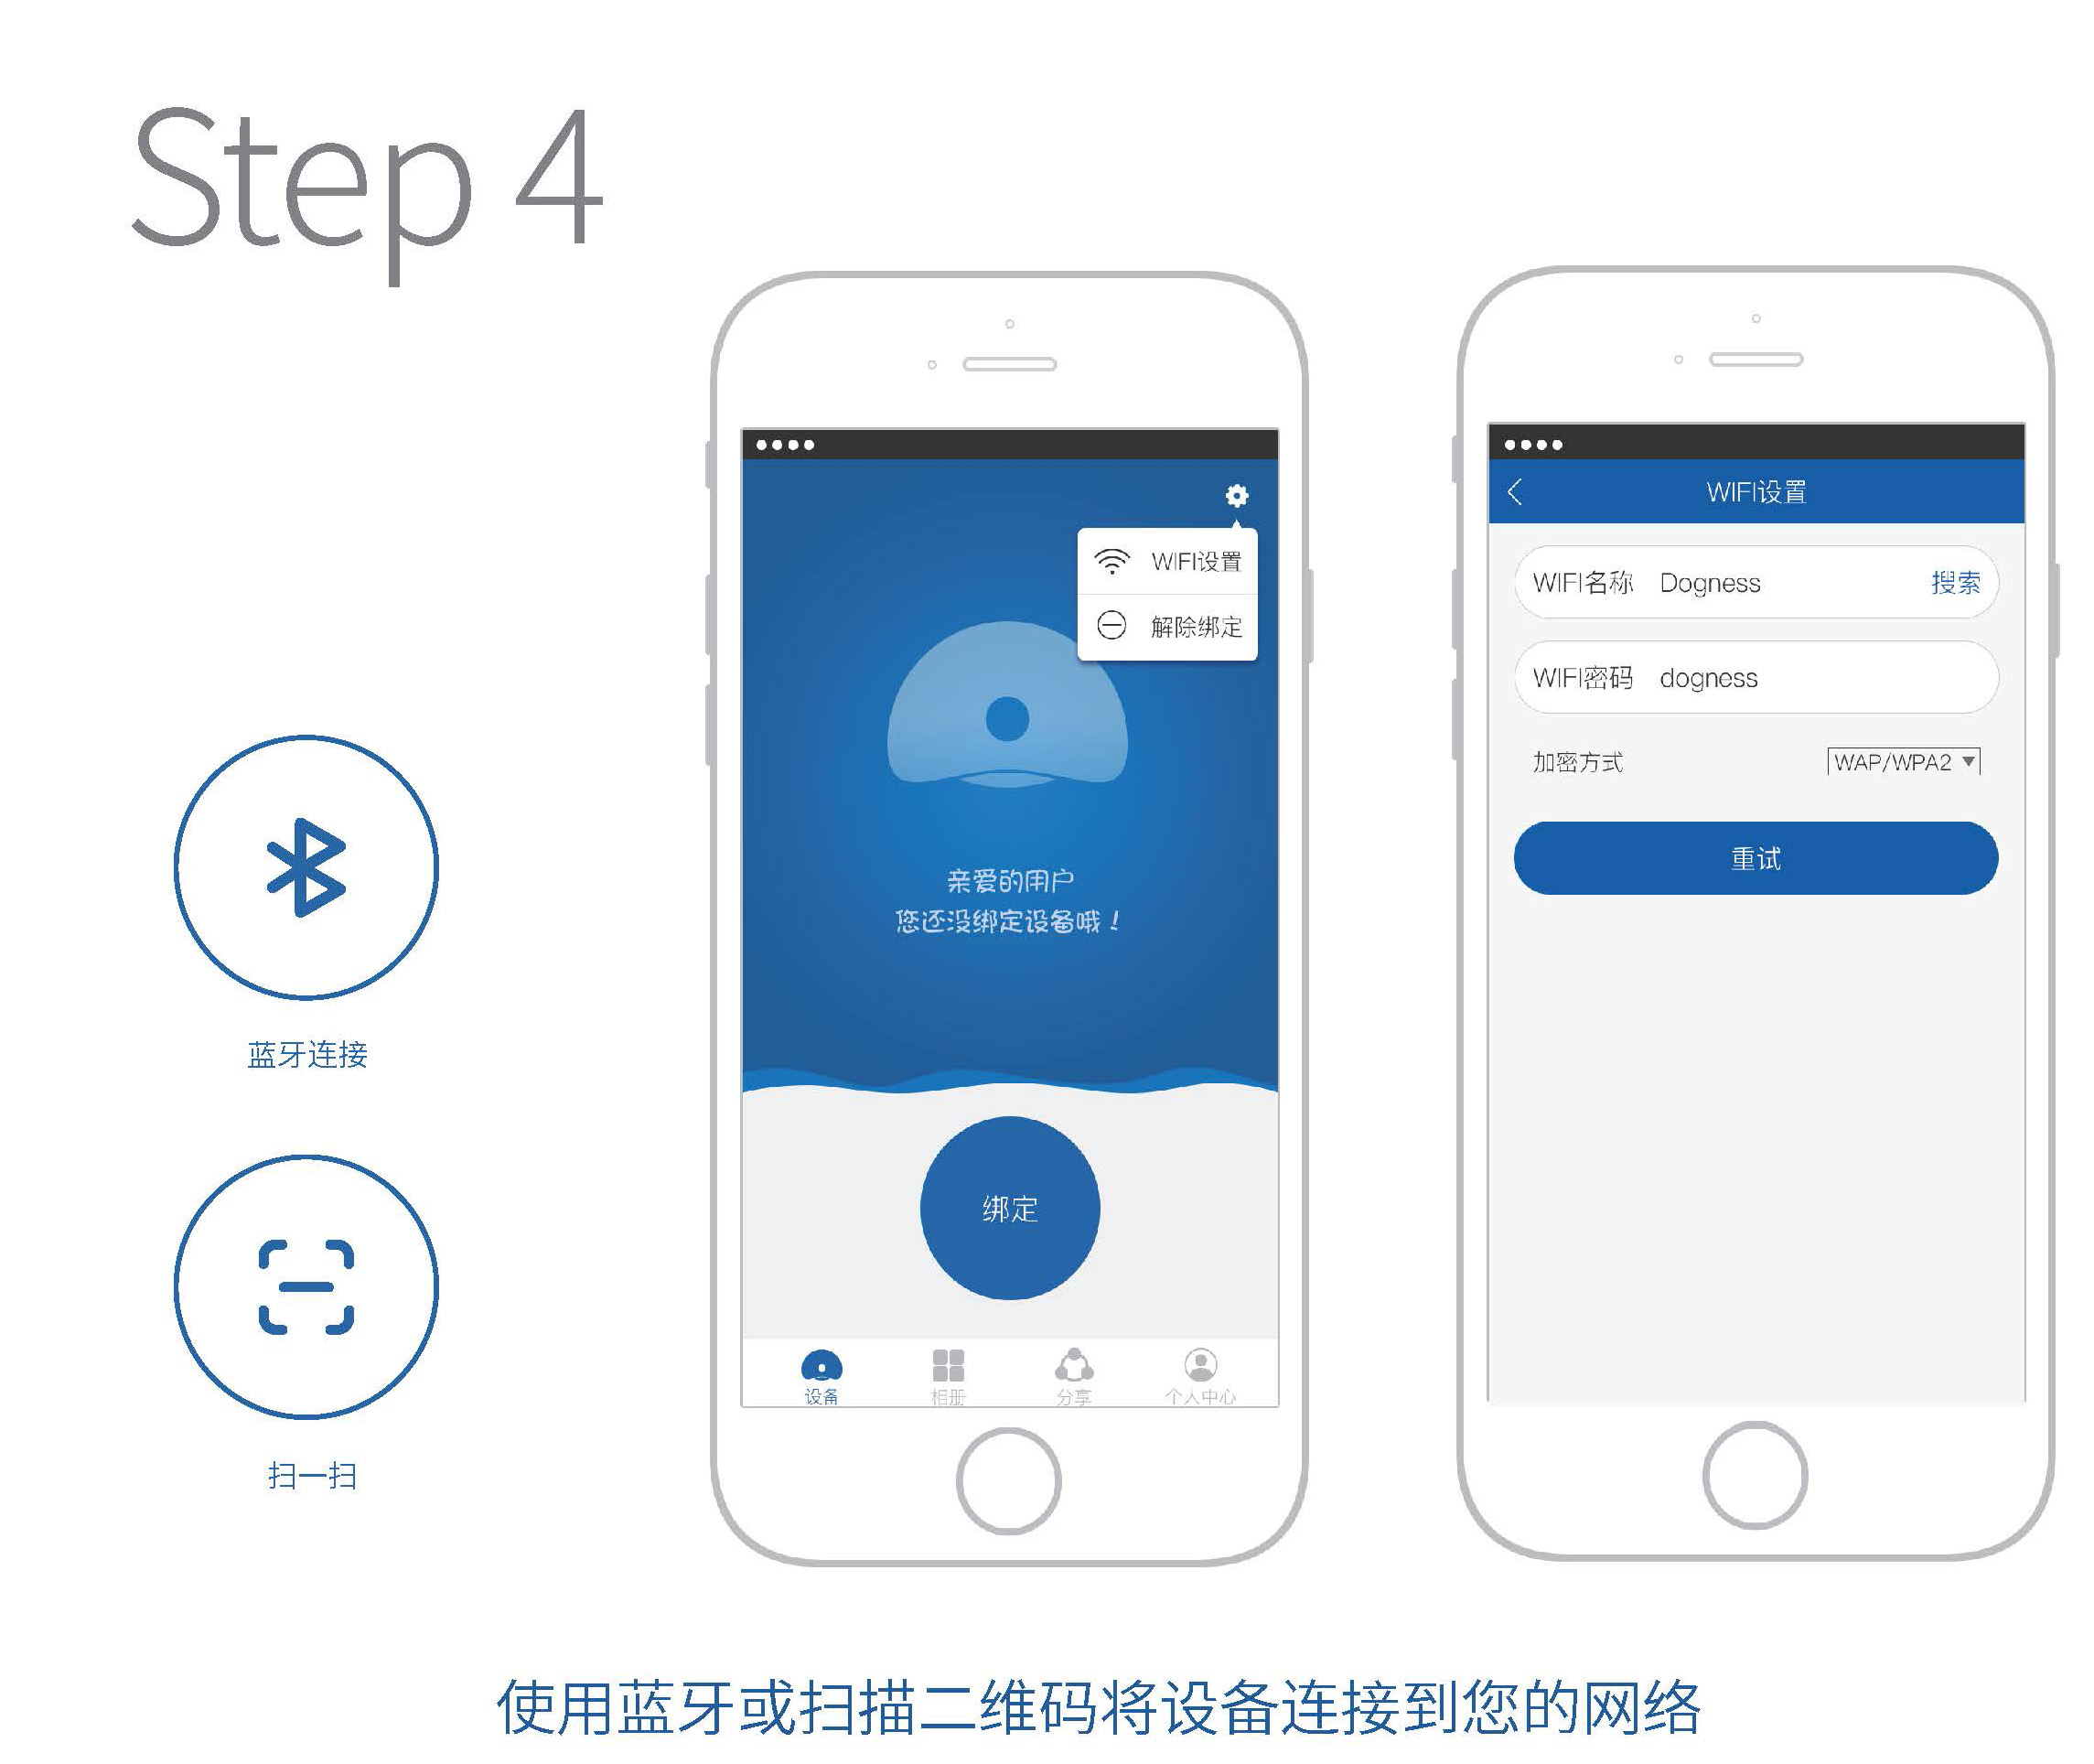 Step 4
蓝牙连接
扫一扫
WIFI设置
解除绑定
亲爱的用户
您还没绑定设备哦！
绑定
设备
相册
分享
个人中心
WIFI设置
WIFI名称 Dogness 搜索
WIFI密码 dogness
加密方式 WAP/WPA2
重试
使用蓝牙或扫描二维码将设备连接到您的网络